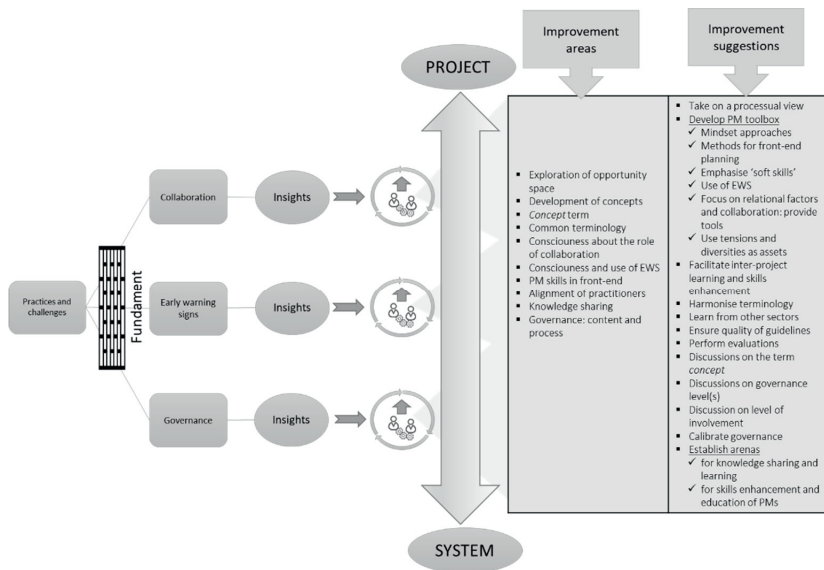 Practices and
challenges
Fundament
Collaboration
Early warning
signs
Governance
Insights
Insights
Insights
PROJECT
SYSTEM
Improvement
areas
▪ Exploration of opportunity
space
▪ Development of concepts
▪ Concept term
▪ Common terminology
▪ Consciouness about the role
of collaboration
▪ Consciouness and use of EWS
▪ PM skills in front-end
▪ Alignment of practitioners
▪ Knowledge sharing
▪ Governance: content and
process
Improvement
suggestions
▪ Take on a processual view
▪ Develop PM toolbox
✓ Mindset approaches
✓ Methods for front-end
planning
✓ Emphasise ‘soft skills’
✓ Use of EWS
✓ Focus on relational factors
and collaboration: provide
tools
✓ Use tensions and
diversities as assets
▪ Facilitate inter-project
learning and skills
enhancement
▪ Harmonise terminology
▪ Learn from other sectors
▪ Ensure quality of guidelines
▪ Perform evaluations
▪ Discussions on the term
concept
▪ Discussions on governance
level(s)
▪ Discussion on level of
involvement
▪ Calibrate governance
▪ Establish arenas
✓ for knowledge sharing and
learning
✓ for skills enhancement and
education of PMs